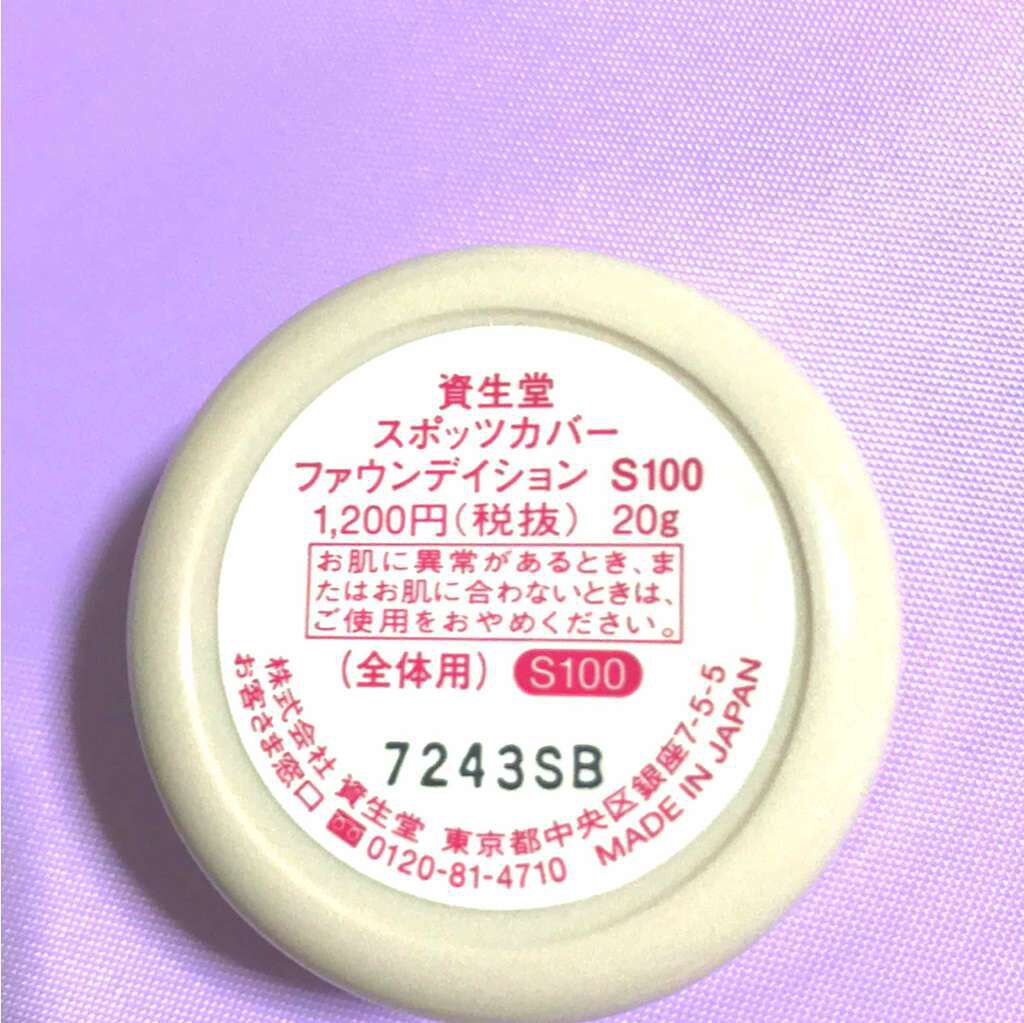 資生堂
スポッツカバー
ファウンデイション S100
1,200円(税抜) 20g
お肌に異常があるとき、ま
たはお肌に合わないときは、
ご使用をおやめください。
(全体用) S100
7243SB
株式会社 資生堂 東京都中央区銀座7-5-5
お客さま窓口 0120-81-4710 MADE IN JAPAN